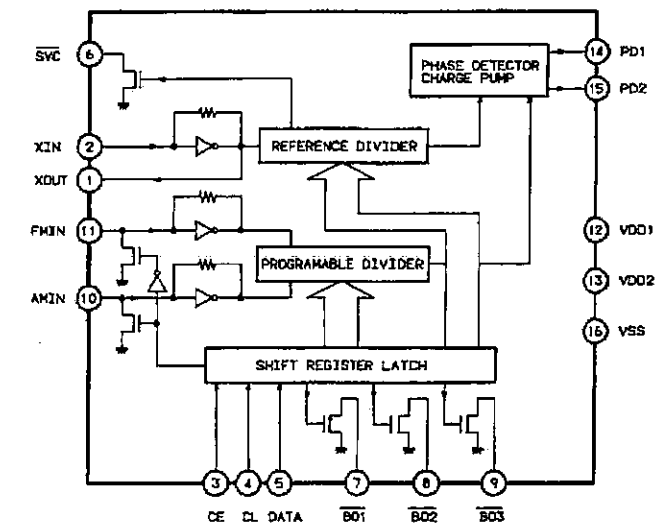 SVC
6
14 PD1
PHASE DETECTOR
CHARGE PUMP
15 PD2
XIN 2
REFERENCE DIVIDER
XOUT 1
FMIN 11
12 VDD1
PROGRAMABLE DIVIDER
13 VDD2
AMIN 10
16 VSS
SHIFT REGISTER LATCH
3 4 5 7 8 9
CE CL DATA BO1 BO2 BO3